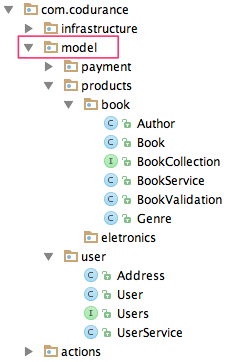 com.codurance
infrastructure
model
payment
products
book
C Author
C Book
I BookCollection
C BookService
C BookValidation
C Genre
eletronics
user
C Address
C User
I Users
C UserService
actions